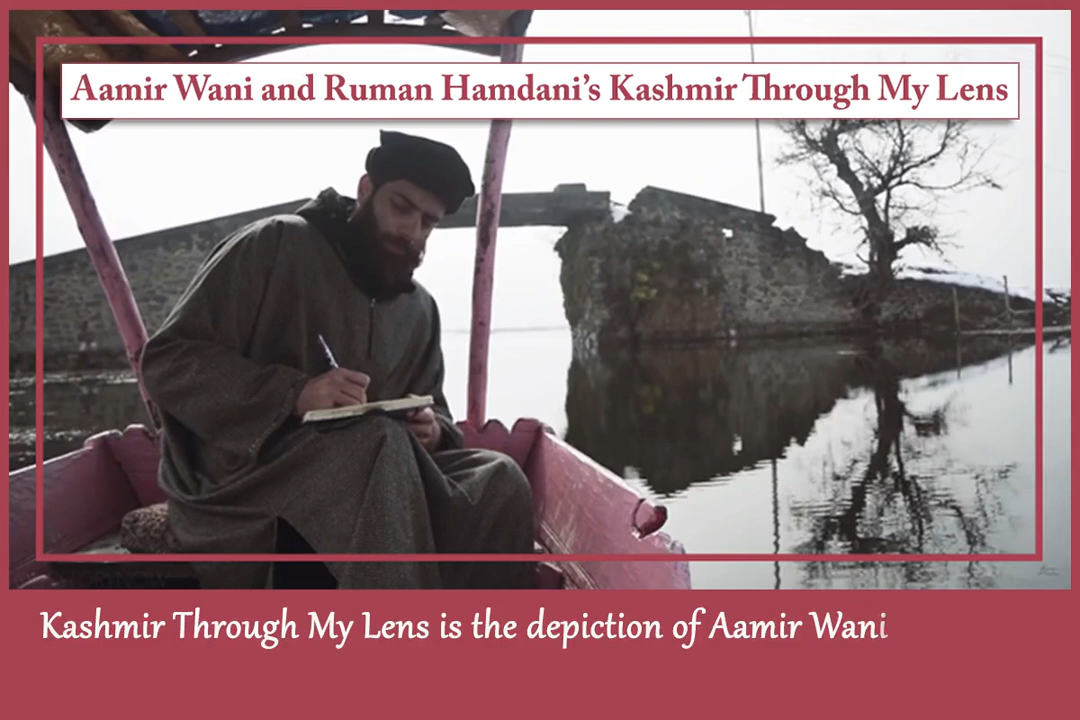 Aamir Wani and Ruman Hamdani’s Kashmir Through My Lens
Kashmir Through My Lens is the depiction of Aamir Wani